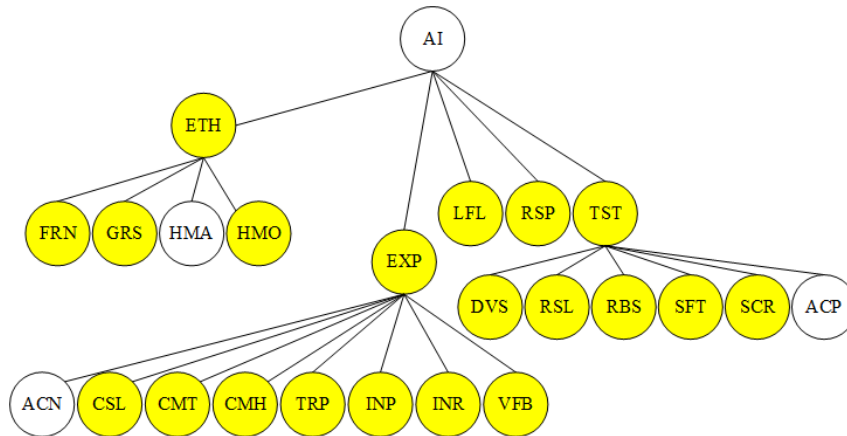 AI
ETH
LFL RSP TST
FRN GRS HMA HMO
EXP
DVS RSL RBS SFT SCR ACP
ACN CSL CMT CMH TRP INP INR VFB